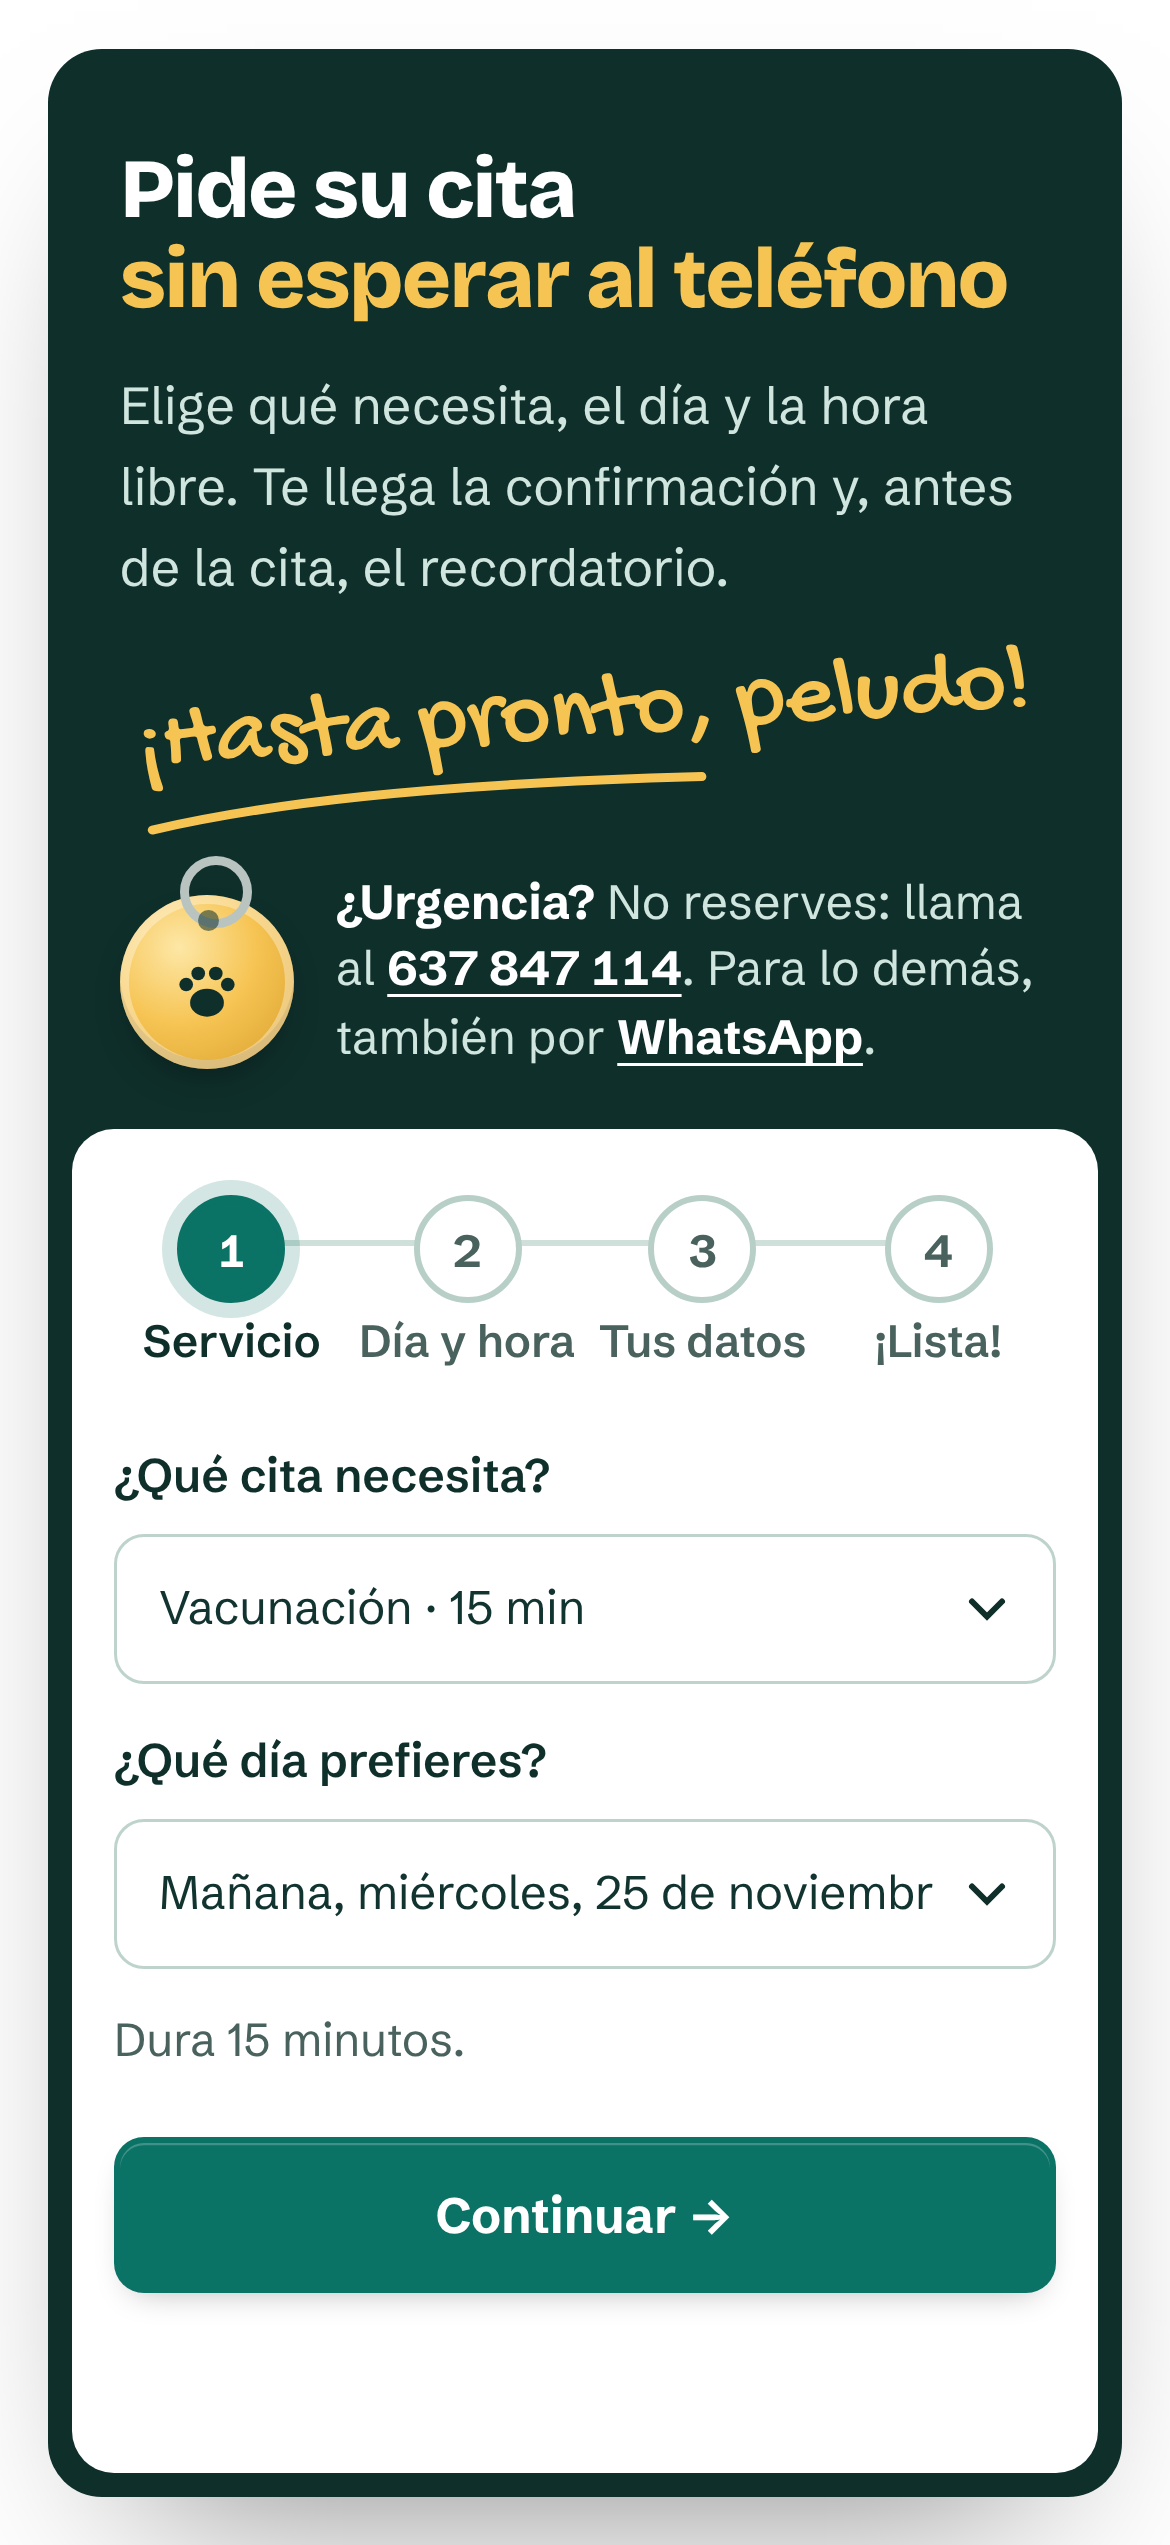 Pide su cita
sin esperar al teléfono
Elige qué necesita, el día y la hora
libre. Te llega la confirmación y, antes
de la cita, el recordatorio.
¡Hasta pronto, peludo!
¿Urgencia? No reserves: llama
al 637 847 114. Para lo demás,
también por WhatsApp.
1 2 3 4
Servicio Día y hora Tus datos ¡Lista!
¿Qué cita necesita?
Vacunación · 15 min
¿Qué día prefieres?
Mañana, miércoles, 25 de noviembr
Dura 15 minutos.
Continuar →